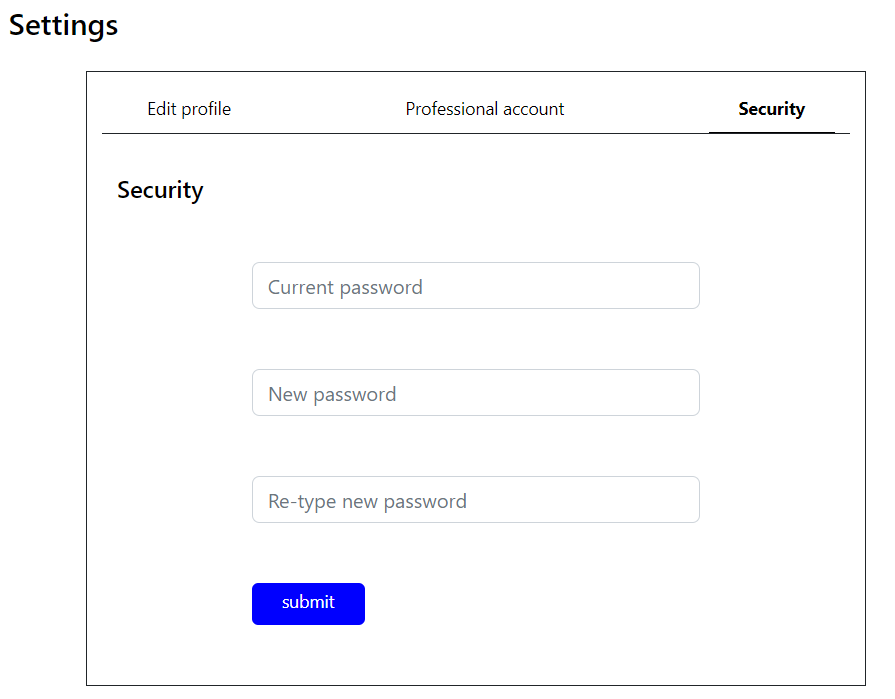 Settings
Edit profile Professional account Security
Security
Current password
New password
Re-type new password
submit